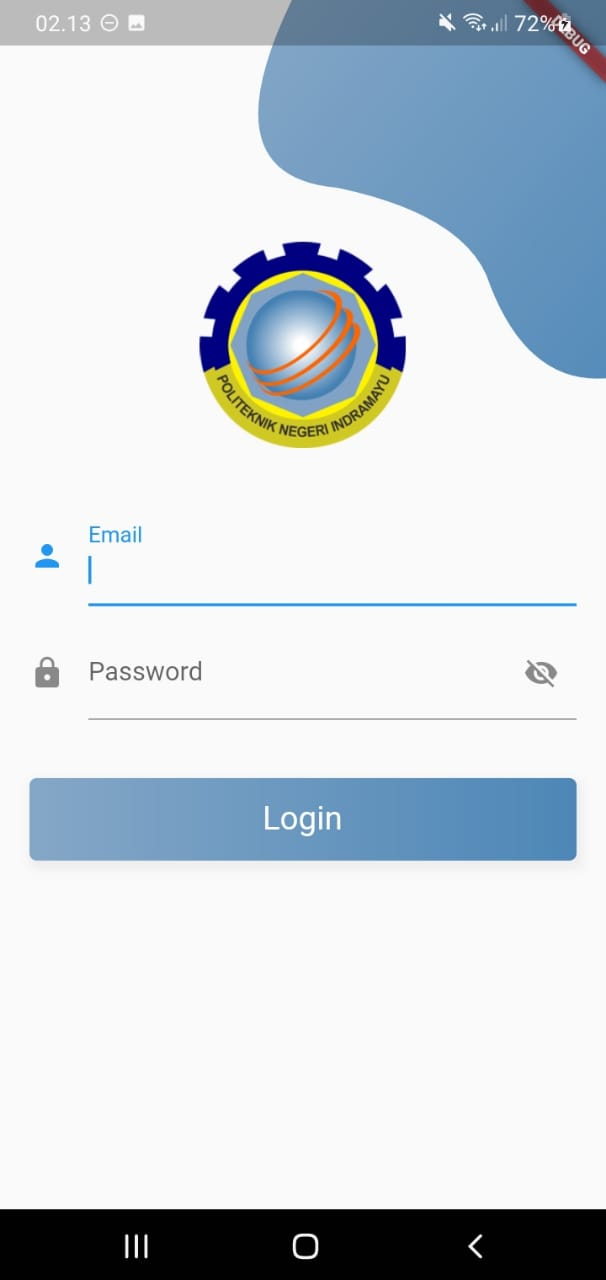 02.13
72%
DEBUG
POLITEKNIK NEGERI INDRAMAYU
Email
Password
Login